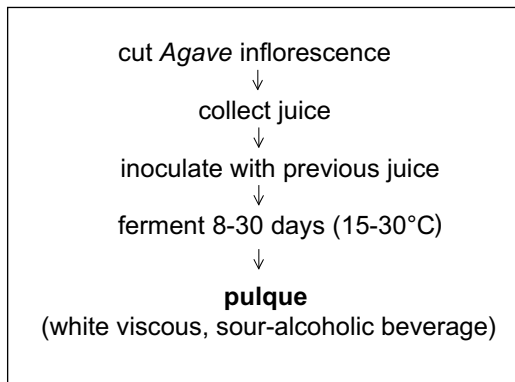 cut Agave inflorescence
↓
collect juice
↓
inoculate with previous juice
↓
ferment 8-30 days (15-30°C)
↓
pulque
(white viscous, sour-alcoholic beverage)